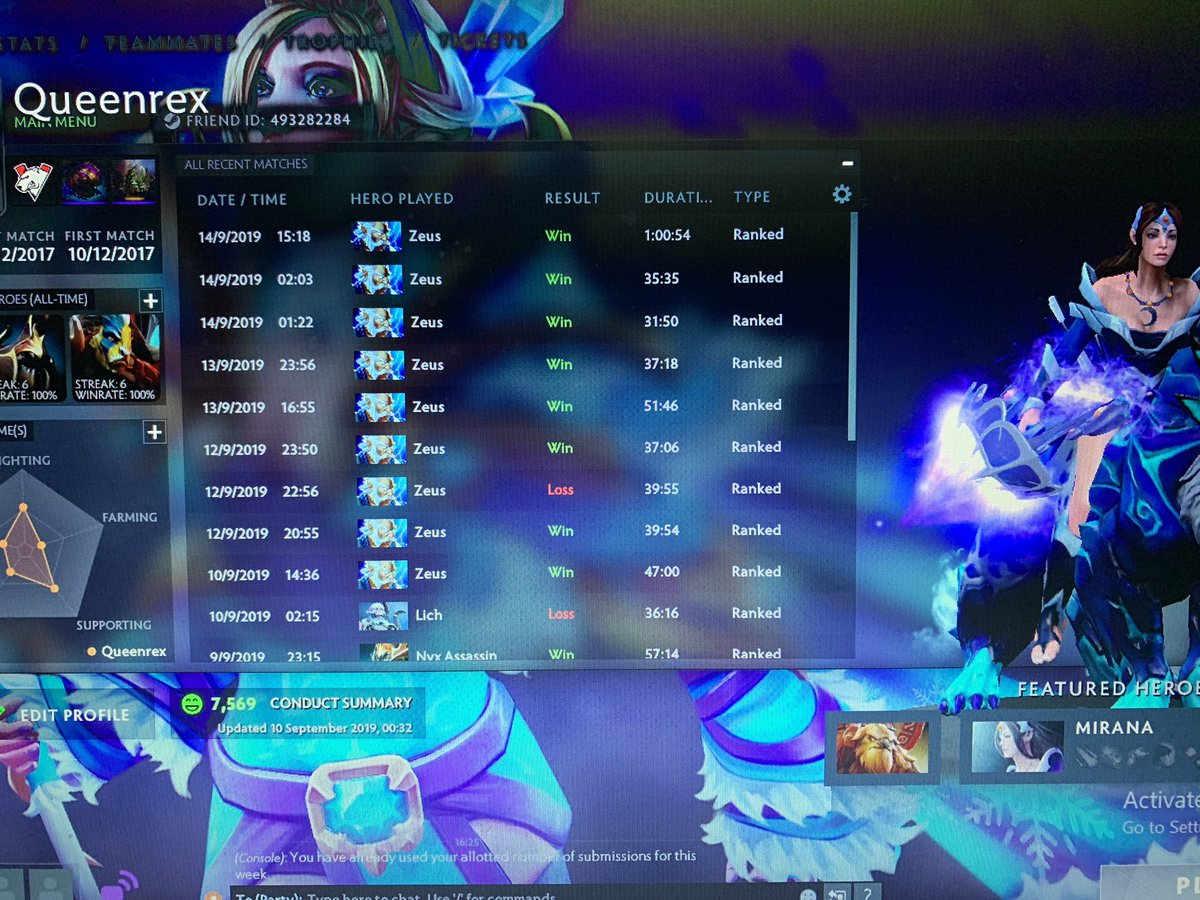 STATS / TEAMMATES / TROPHIES / TICKETS
Queenrex
MAIN MENU
FRIEND ID: 493282284
ALL RECENT MATCHES
DATE / TIME HERO PLAYED RESULT DURATI... TYPE
14/9/2019 15:18 Zeus Win 1:00:54 Ranked
14/9/2019 02:03 Zeus Win 35:35 Ranked
14/9/2019 01:22 Zeus Win 31:50 Ranked
13/9/2019 23:56 Zeus Win 37:18 Ranked
13/9/2019 16:55 Zeus Win 51:46 Ranked
12/9/2019 23:50 Zeus Win 37:06 Ranked
12/9/2019 22:56 Zeus Loss 39:55 Ranked
12/9/2019 20:55 Zeus Win 39:54 Ranked
10/9/2019 14:36 Zeus Win 47:00 Ranked
10/9/2019 02:15 Lich Loss 36:16 Ranked
9/9/2019 23:15 Nyx Assassin Win 57:14 Ranked
T MATCH FIRST MATCH
2/2017 10/12/2017
ROES (ALL-TIME)
EAK: 6 STREAK: 6
RATE: 100% WINRATE: 100%
ME(S)
IGHTING
FARMING
SUPPORTING
Queenrex
EDIT PROFILE
7,569 CONDUCT SUMMARY
Updated 10 September 2019, 00:32
FEATURED HEROE
MIRANA
Activate
Go to Sett
16:25
(Console): You have already used your allotted number of submissions for this
week.
To (Party): Type here to chat. Use '/' for commands.
?
PL